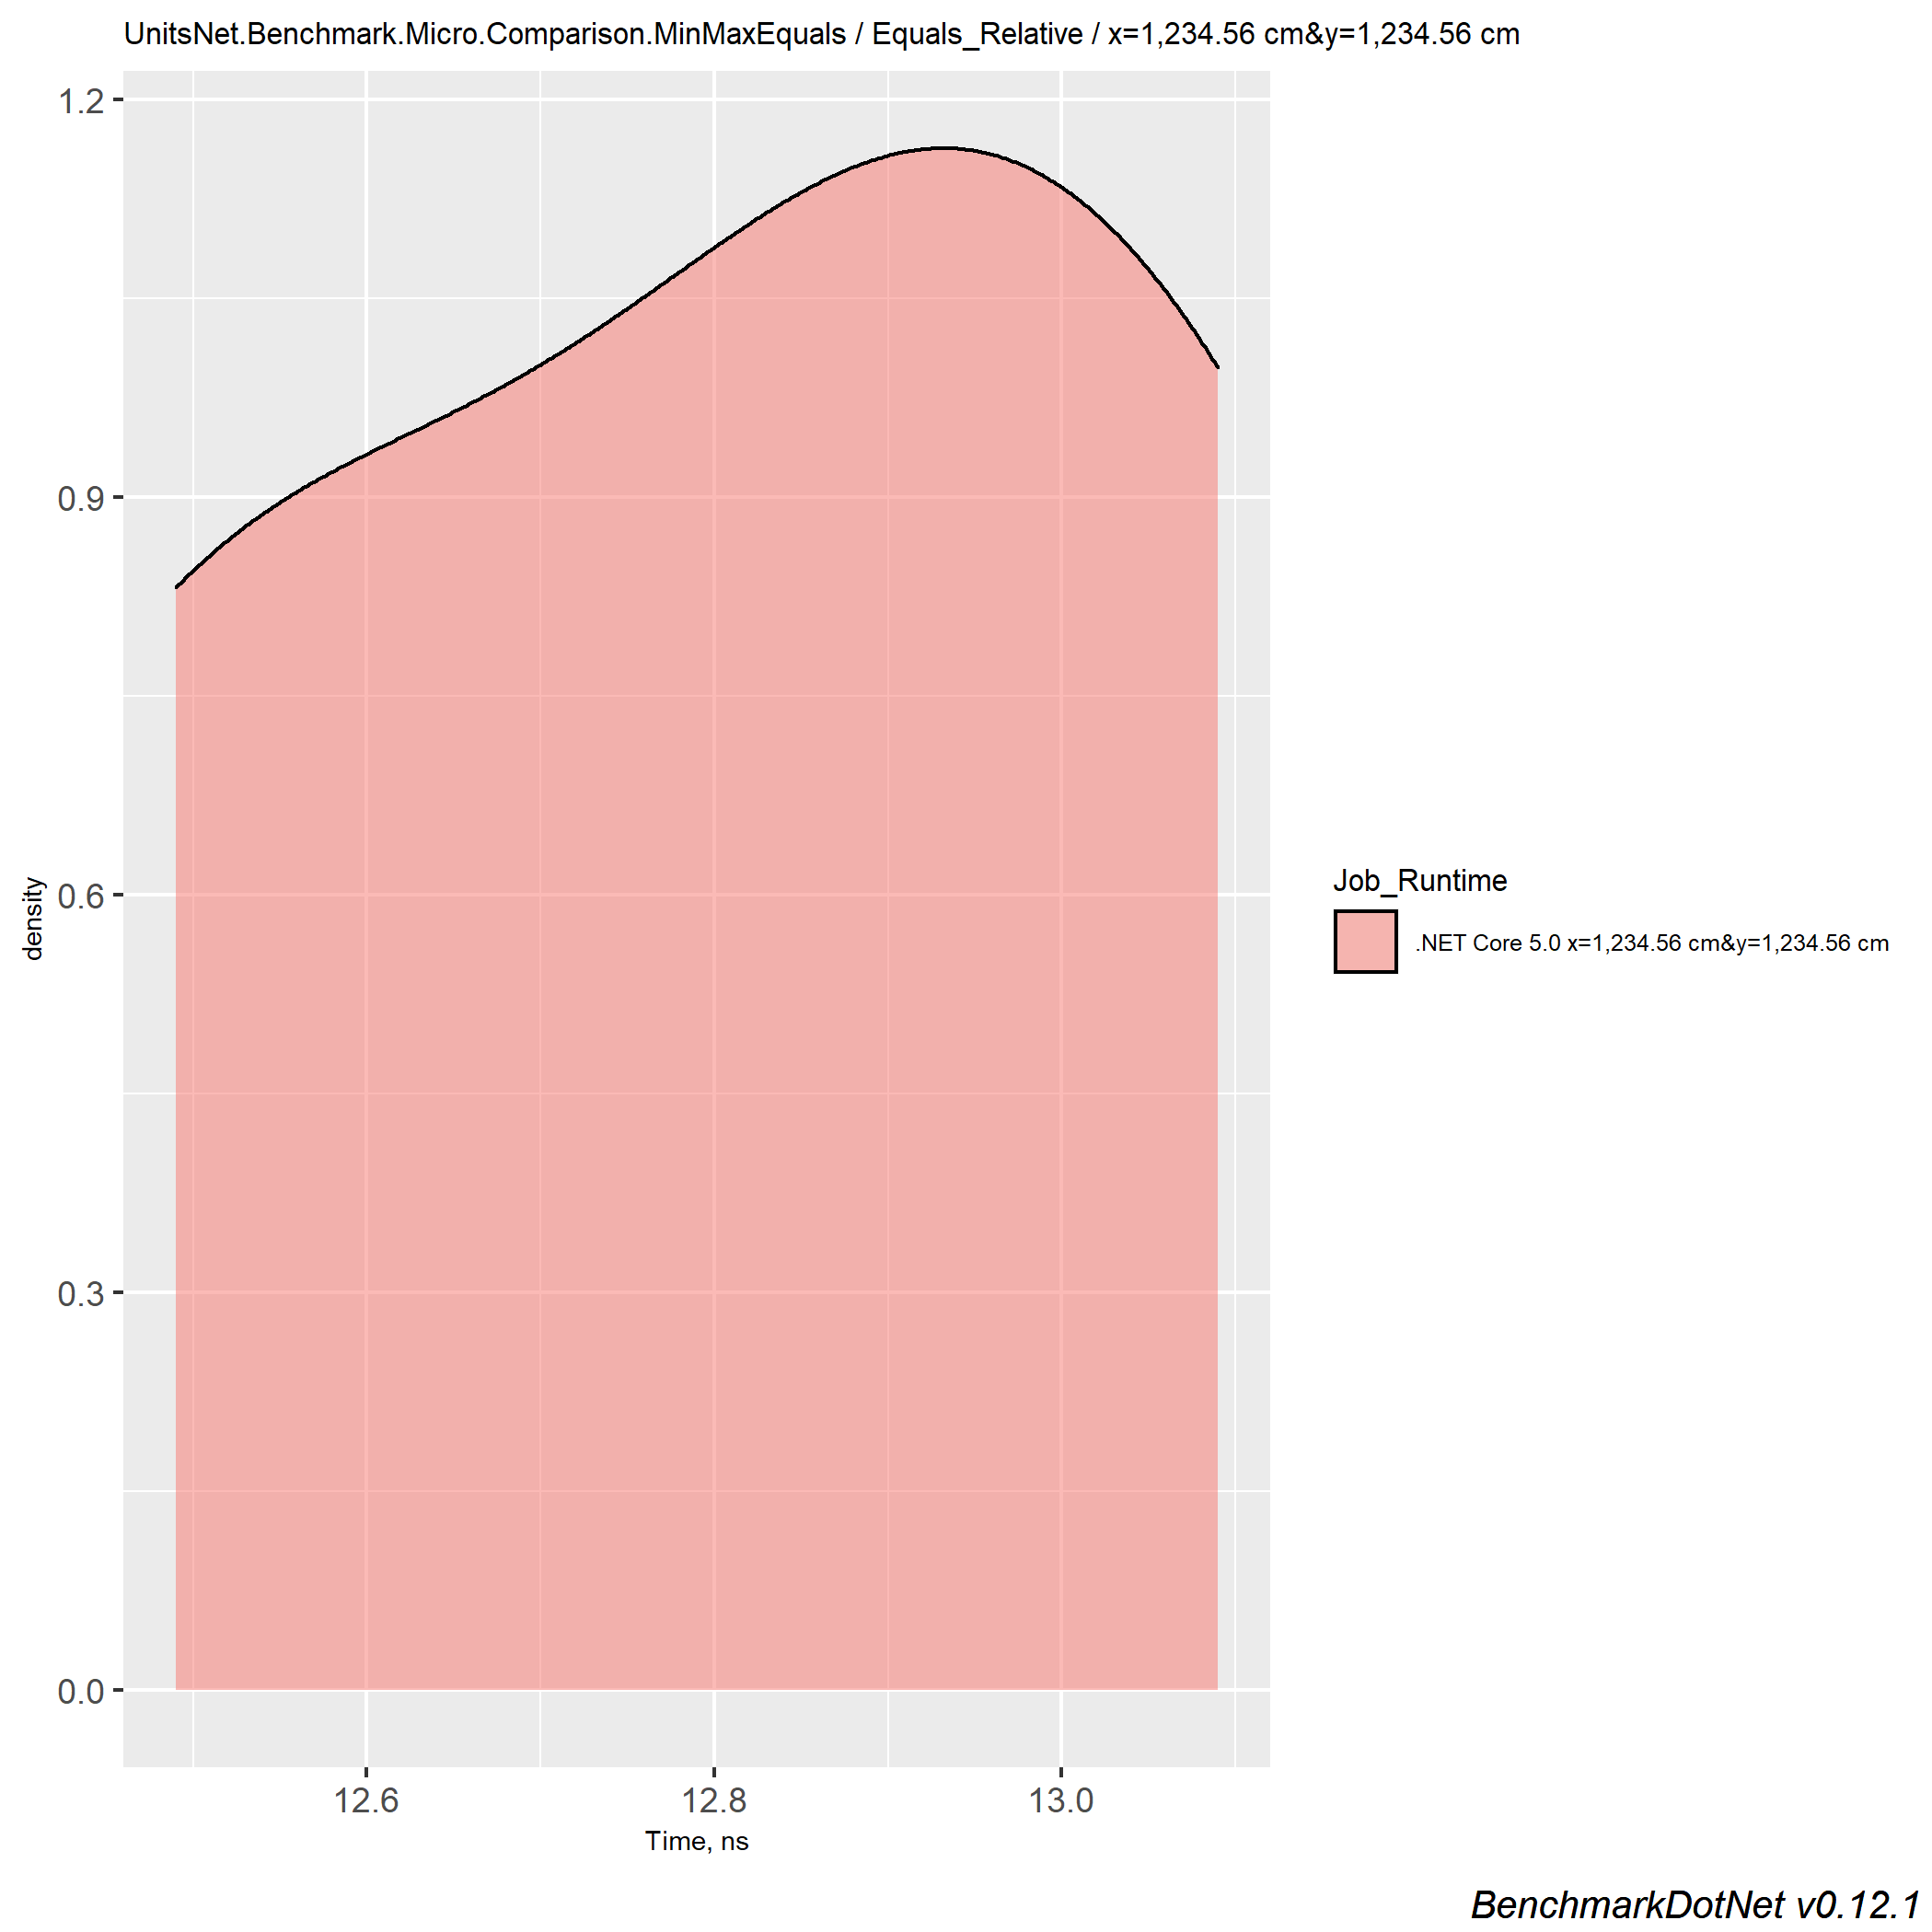 UnitsNet.Benchmark.Micro.Comparison.MinMaxEquals / Equals_Relative / x=1,234.56 cm&y=1,234.56 cm
1.2
0.9
0.6
0.3
0.0
density
12.6 12.8 13.0
Time, ns
Job_Runtime
.NET Core 5.0 x=1,234.56 cm&y=1,234.56 cm
BenchmarkDotNet v0.12.1